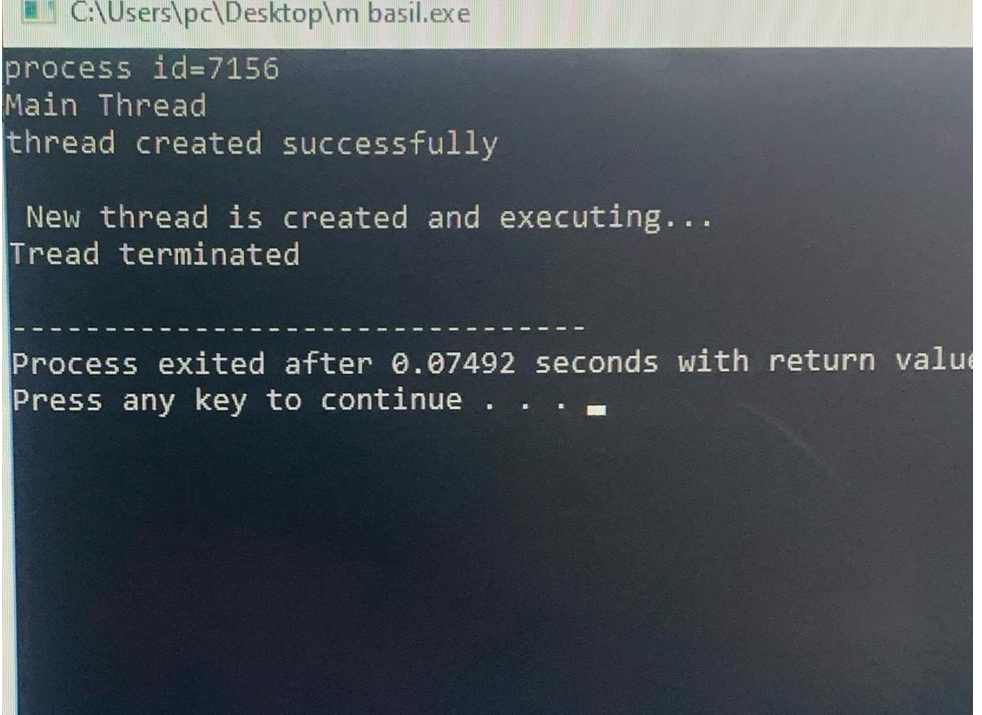 C:\Users\pc\Desktop\m basil.exe
process id=7156
Main Thread
thread created successfully
New thread is created and executing...
Tread terminated
--------------------------------
Process exited after 0.07492 seconds with return value
Press any key to continue . . .